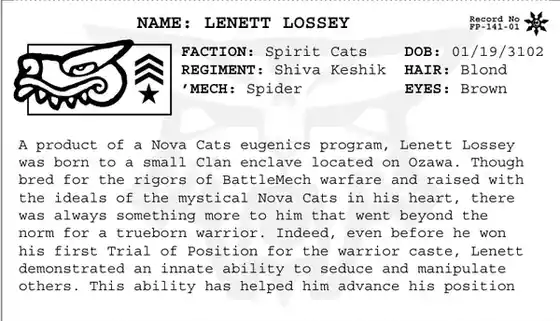 NAME: LENETT LOSSEY
Record No
FP-141-01
FACTION: Spirit Cats
DOB: 01/19/3102
REGIMENT: Shiva Keshik
HAIR: Blond
’MECH: Spider
EYES: Brown
A product of a Nova Cats eugenics program, Lenett Lossey
was born to a small Clan enclave located on Ozawa. Though
bred for the rigors of BattleMech warfare and raised with
the ideals of the mystical Nova Cats in his heart, there
was always something more to him that went beyond the
norm for a trueborn warrior. Indeed, even before he won
his first Trial of Position for the warrior caste, Lenett
demonstrated an innate ability to seduce and manipulate
others. This ability has helped him advance his position